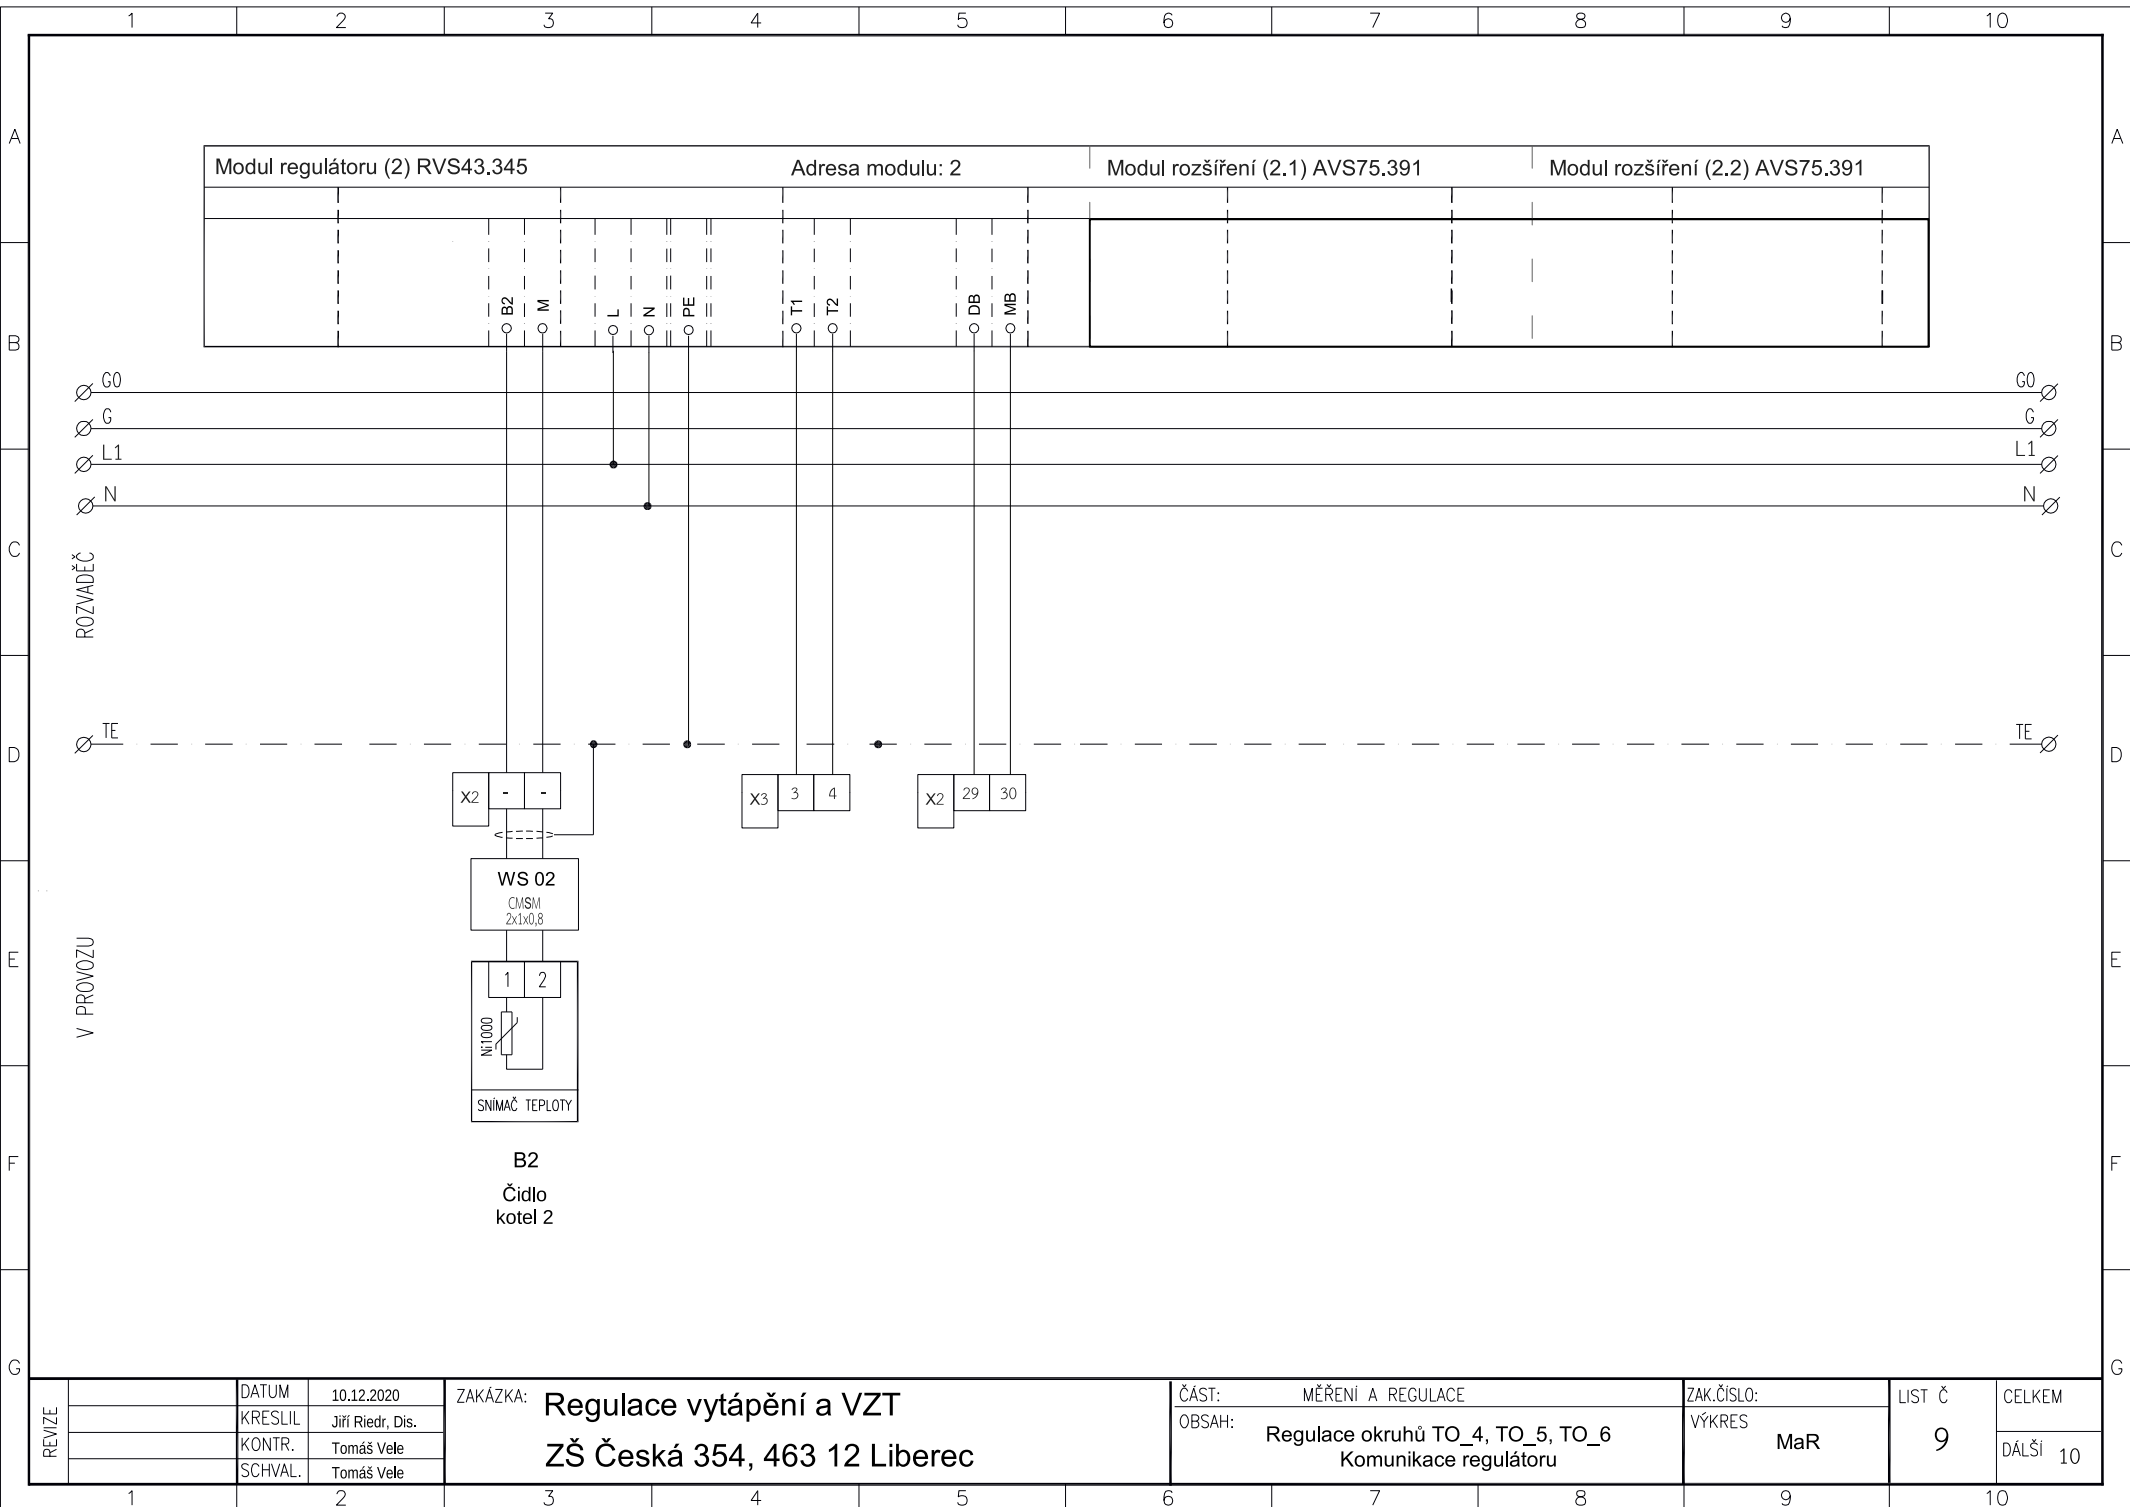 1 2 3 4 5 6 7 8 9 10
A A
Modul regulátoru (2) RVS43.345 Adresa modulu: 2 Modul rozšíření (2.1) AVS75.391 Modul rozšíření (2.2) AVS75.391
B2 M L N PE T1 T2 DB MB
B B
G0 G0
G G
L1 L1
N N
C C
ROZVADĚČ
TE TE
D D
X2 - - X3 3 4 X2 29 30
WS 02
CMSM
2x1x0,8
V PROVOZU
E E
1 2
Ni1000
SNÍMAČ TEPLOTY
B2
F F
Čidlo
kotel 2
G G
REVIZE
DATUM 10.12.2020
KRESLIL Jiří Riedr, Dis.
KONTR. Tomáš Vele
SCHVAL. Tomáš Vele
ZAKÁZKA: Regulace vytápění a VZT
ZŠ Česká 354, 463 12 Liberec
ČÁST: MĚŘENÍ A REGULACE
OBSAH: Regulace okruhů TO_4, TO_5, TO_6
Komunikace regulátoru
ZAK.ČÍSLO:
VÝKRES MaR
LIST Č 9
CELKEM
DÁLŠÍ 10
1 2 3 4 5 6 7 8 9 10